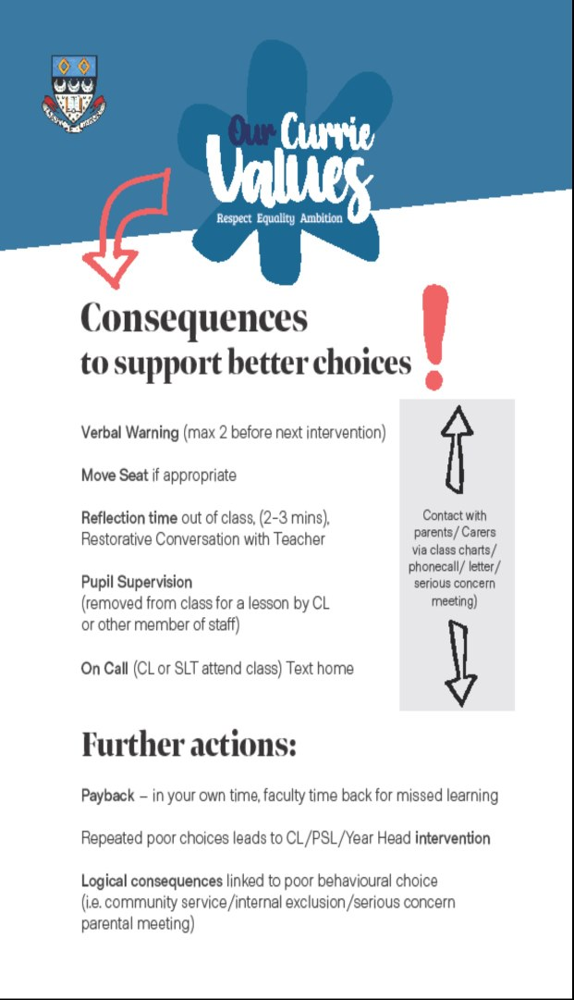 Our Currie
Values
Respect Equality Ambition
Consequences
to support better choices!
Verbal Warning (max 2 before next intervention)
Move Seat if appropriate
Reflection time out of class, (2-3 mins),
Restorative Conversation with Teacher
Pupil Supervision
(removed from class for a lesson by CL
or other member of staff)
On Call (CL or SLT attend class) Text home
Contact with
parents/ Carers
via class charts/
phonecall/ letter/
serious concern
meeting)
Further actions:
Payback – in your own time, faculty time back for missed learning
Repeated poor choices leads to CL/PSL/Year Head intervention
Logical consequences linked to poor behavioural choice
(i.e. community service/internal exclusion/serious concern
parental meeting)